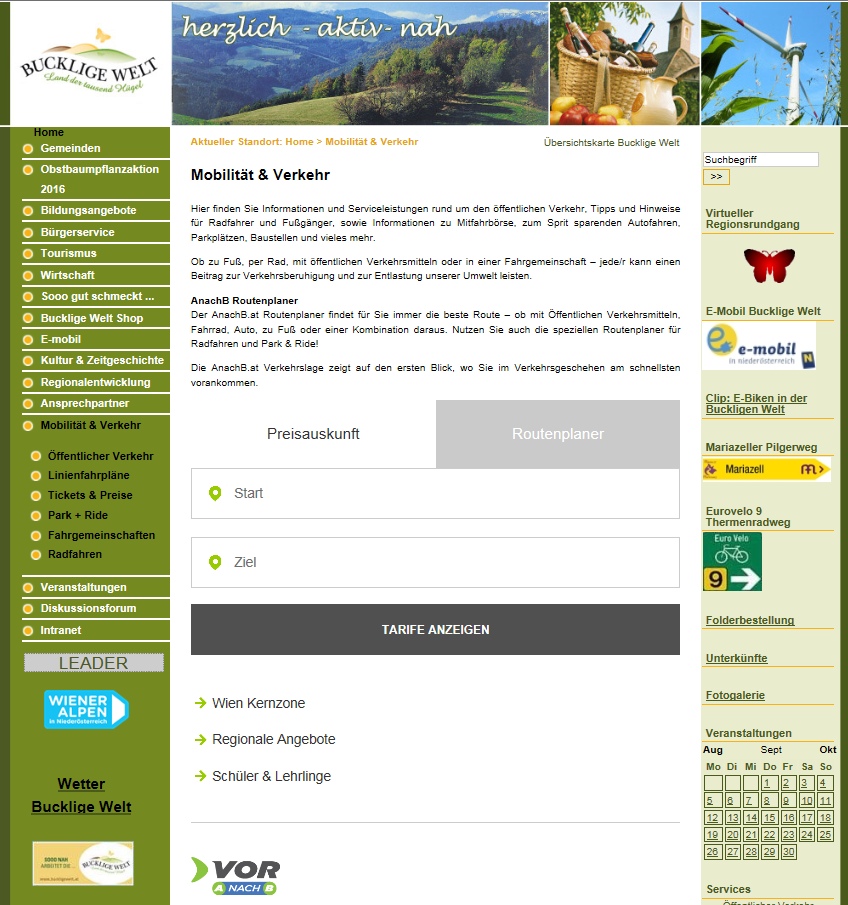 herzlich - aktiv - nah
BUCKLIGE WELT
Land der tausend Hügel
Home
Gemeinden
Obstbaumpflanzaktion
2016
Bildungsangebote
Bürgerservice
Tourismus
Wirtschaft
Sooo gut schmeckt ...
Bucklige Welt Shop
E-mobil
Kultur & Zeitgeschichte
Regionalentwicklung
Ansprechpartner
Mobilität & Verkehr
Öffentlicher Verkehr
Linienfahrpläne
Tickets & Preise
Park + Ride
Fahrgemeinschaften
Radfahren
Veranstaltungen
Diskussionsforum
Intranet
LEADER
WIENER
ALPEN
in Niederösterreich
Wetter
Bucklige Welt
SOOO NAH
ARBEITET DIE ...
BUCKLIGE WELT
www.buckligewelt.at
Aktueller Standort: Home > Mobilität & Verkehr
Übersichtskarte Bucklige Welt
Mobilität & Verkehr
Hier finden Sie Informationen und Serviceleistungen rund um den öffentlichen Verkehr, Tipps und Hinweise
für Radfahrer und Fußgänger, sowie Informationen zu Mitfahrbörse, zum Sprit sparenden Autofahren,
Parkplätzen, Baustellen und vieles mehr.
Ob zu Fuß, per Rad, mit öffentlichen Verkehrsmitteln oder in einer Fahrgemeinschaft – jede/r kann einen
Beitrag zur Verkehrsberuhigung und zur Entlastung unserer Umwelt leisten.
AnachB Routenplaner
Der AnachB.at Routenplaner findet für Sie immer die beste Route – ob mit Öffentlichen Verkehrsmitteln,
Fahrrad, Auto, zu Fuß oder einer Kombination daraus. Nutzen Sie auch die speziellen Routenplaner für
Radfahren und Park & Ride!
Die AnachB.at Verkehrslage zeigt auf den ersten Blick, wo Sie im Verkehrsgeschehen am schnellsten
vorankommen.
Preisauskunft
Routenplaner
Start
Ziel
TARIFE ANZEIGEN
Wien Kernzone
Regionale Angebote
Schüler & Lehrlinge
VOR
A NACH B
Suchbegriff
>>
Virtueller
Regionsrundgang
E-Mobil Bucklige Welt
e-mobil
in niederösterreich
N
Clip: E-Biken in der
Buckligen Welt
Mariazeller Pilgerweg
Mariazell
Eurovelo 9
Thermenradweg
Euro Velo
9
Folderbestellung
Unterkünfte
Fotogalerie
Veranstaltungen
Aug Sept Okt
Mo Di Mi Do Fr Sa So
1 2 3 4
5 6 7 8 9 10 11
12 13 14 15 16 17 18
19 20 21 22 23 24 25
26 27 28 29 30
Services
Öffentlicher Verkehr